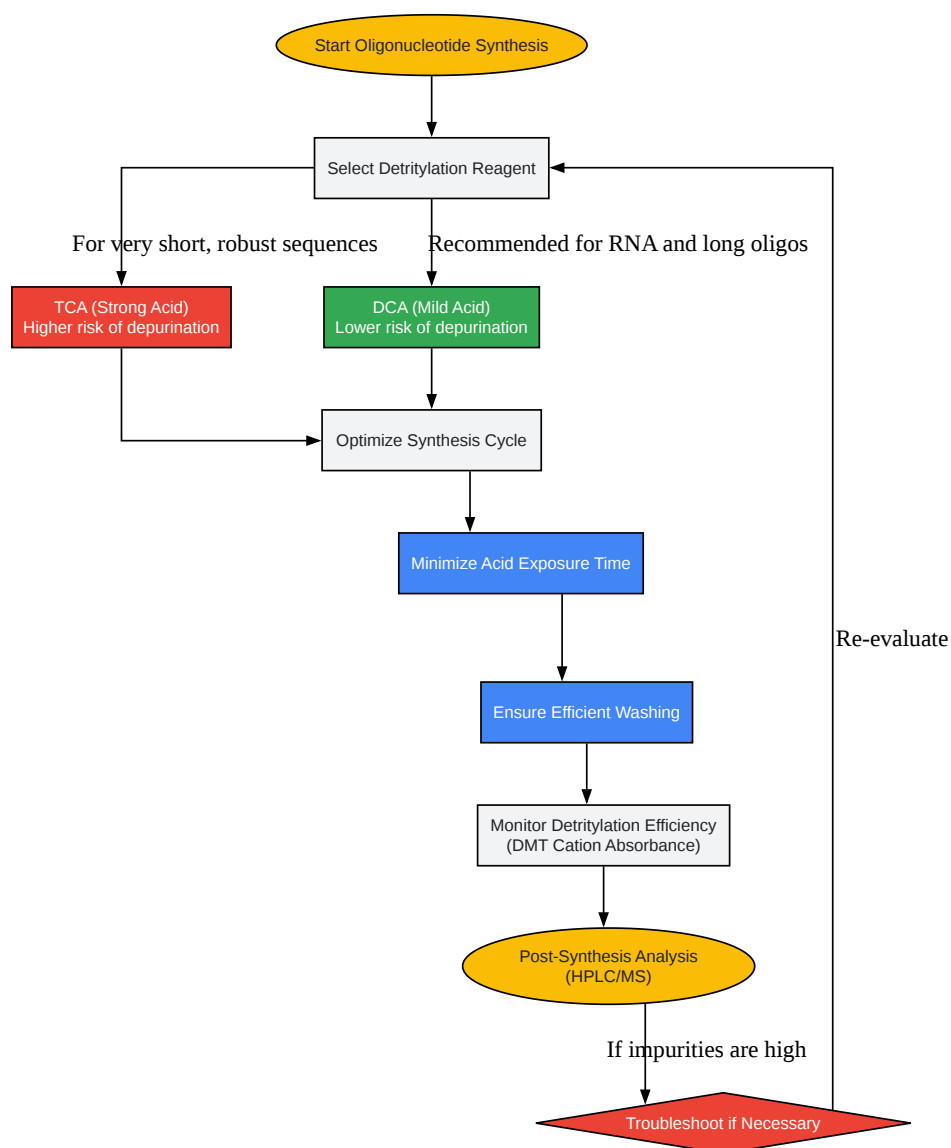 Start Oligonucleotide Synthesis
Select Detritylation Reagent
For very short, robust sequences
Recommended for RNA and long oligos
TCA (Strong Acid)
Higher risk of depurination
DCA (Mild Acid)
Lower risk of depurination
Optimize Synthesis Cycle
Minimize Acid Exposure Time
Re-evaluate
Ensure Efficient Washing
Monitor Detritylation Efficiency
(DMT Cation Absorbance)
Post-Synthesis Analysis
(HPLC/MS)
If impurities are high
Troubleshoot if Necessary